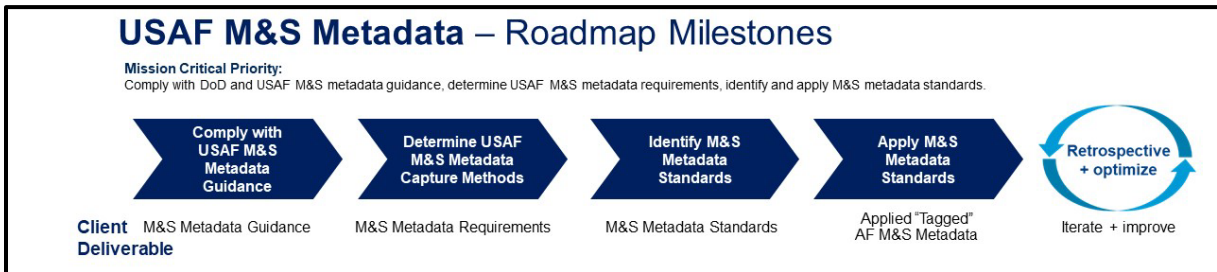 USAF M&S Metadata – Roadmap Milestones
Mission Critical Priority:
Comply with DoD and USAF M&S metadata guidance, determine USAF M&S metadata requirements, identify and apply M&S metadata standards.
Comply with
USAF M&S
Metadata
Guidance
Determine USAF
M&S Metadata
Capture Methods
Identify M&S
Metadata
Standards
Apply M&S
Metadata
Standards
Retrospective
+ optimize
Client
Deliverable
M&S Metadata Guidance
M&S Metadata Requirements
M&S Metadata Standards
Applied “Tagged”
AF M&S Metadata
Iterate + improve